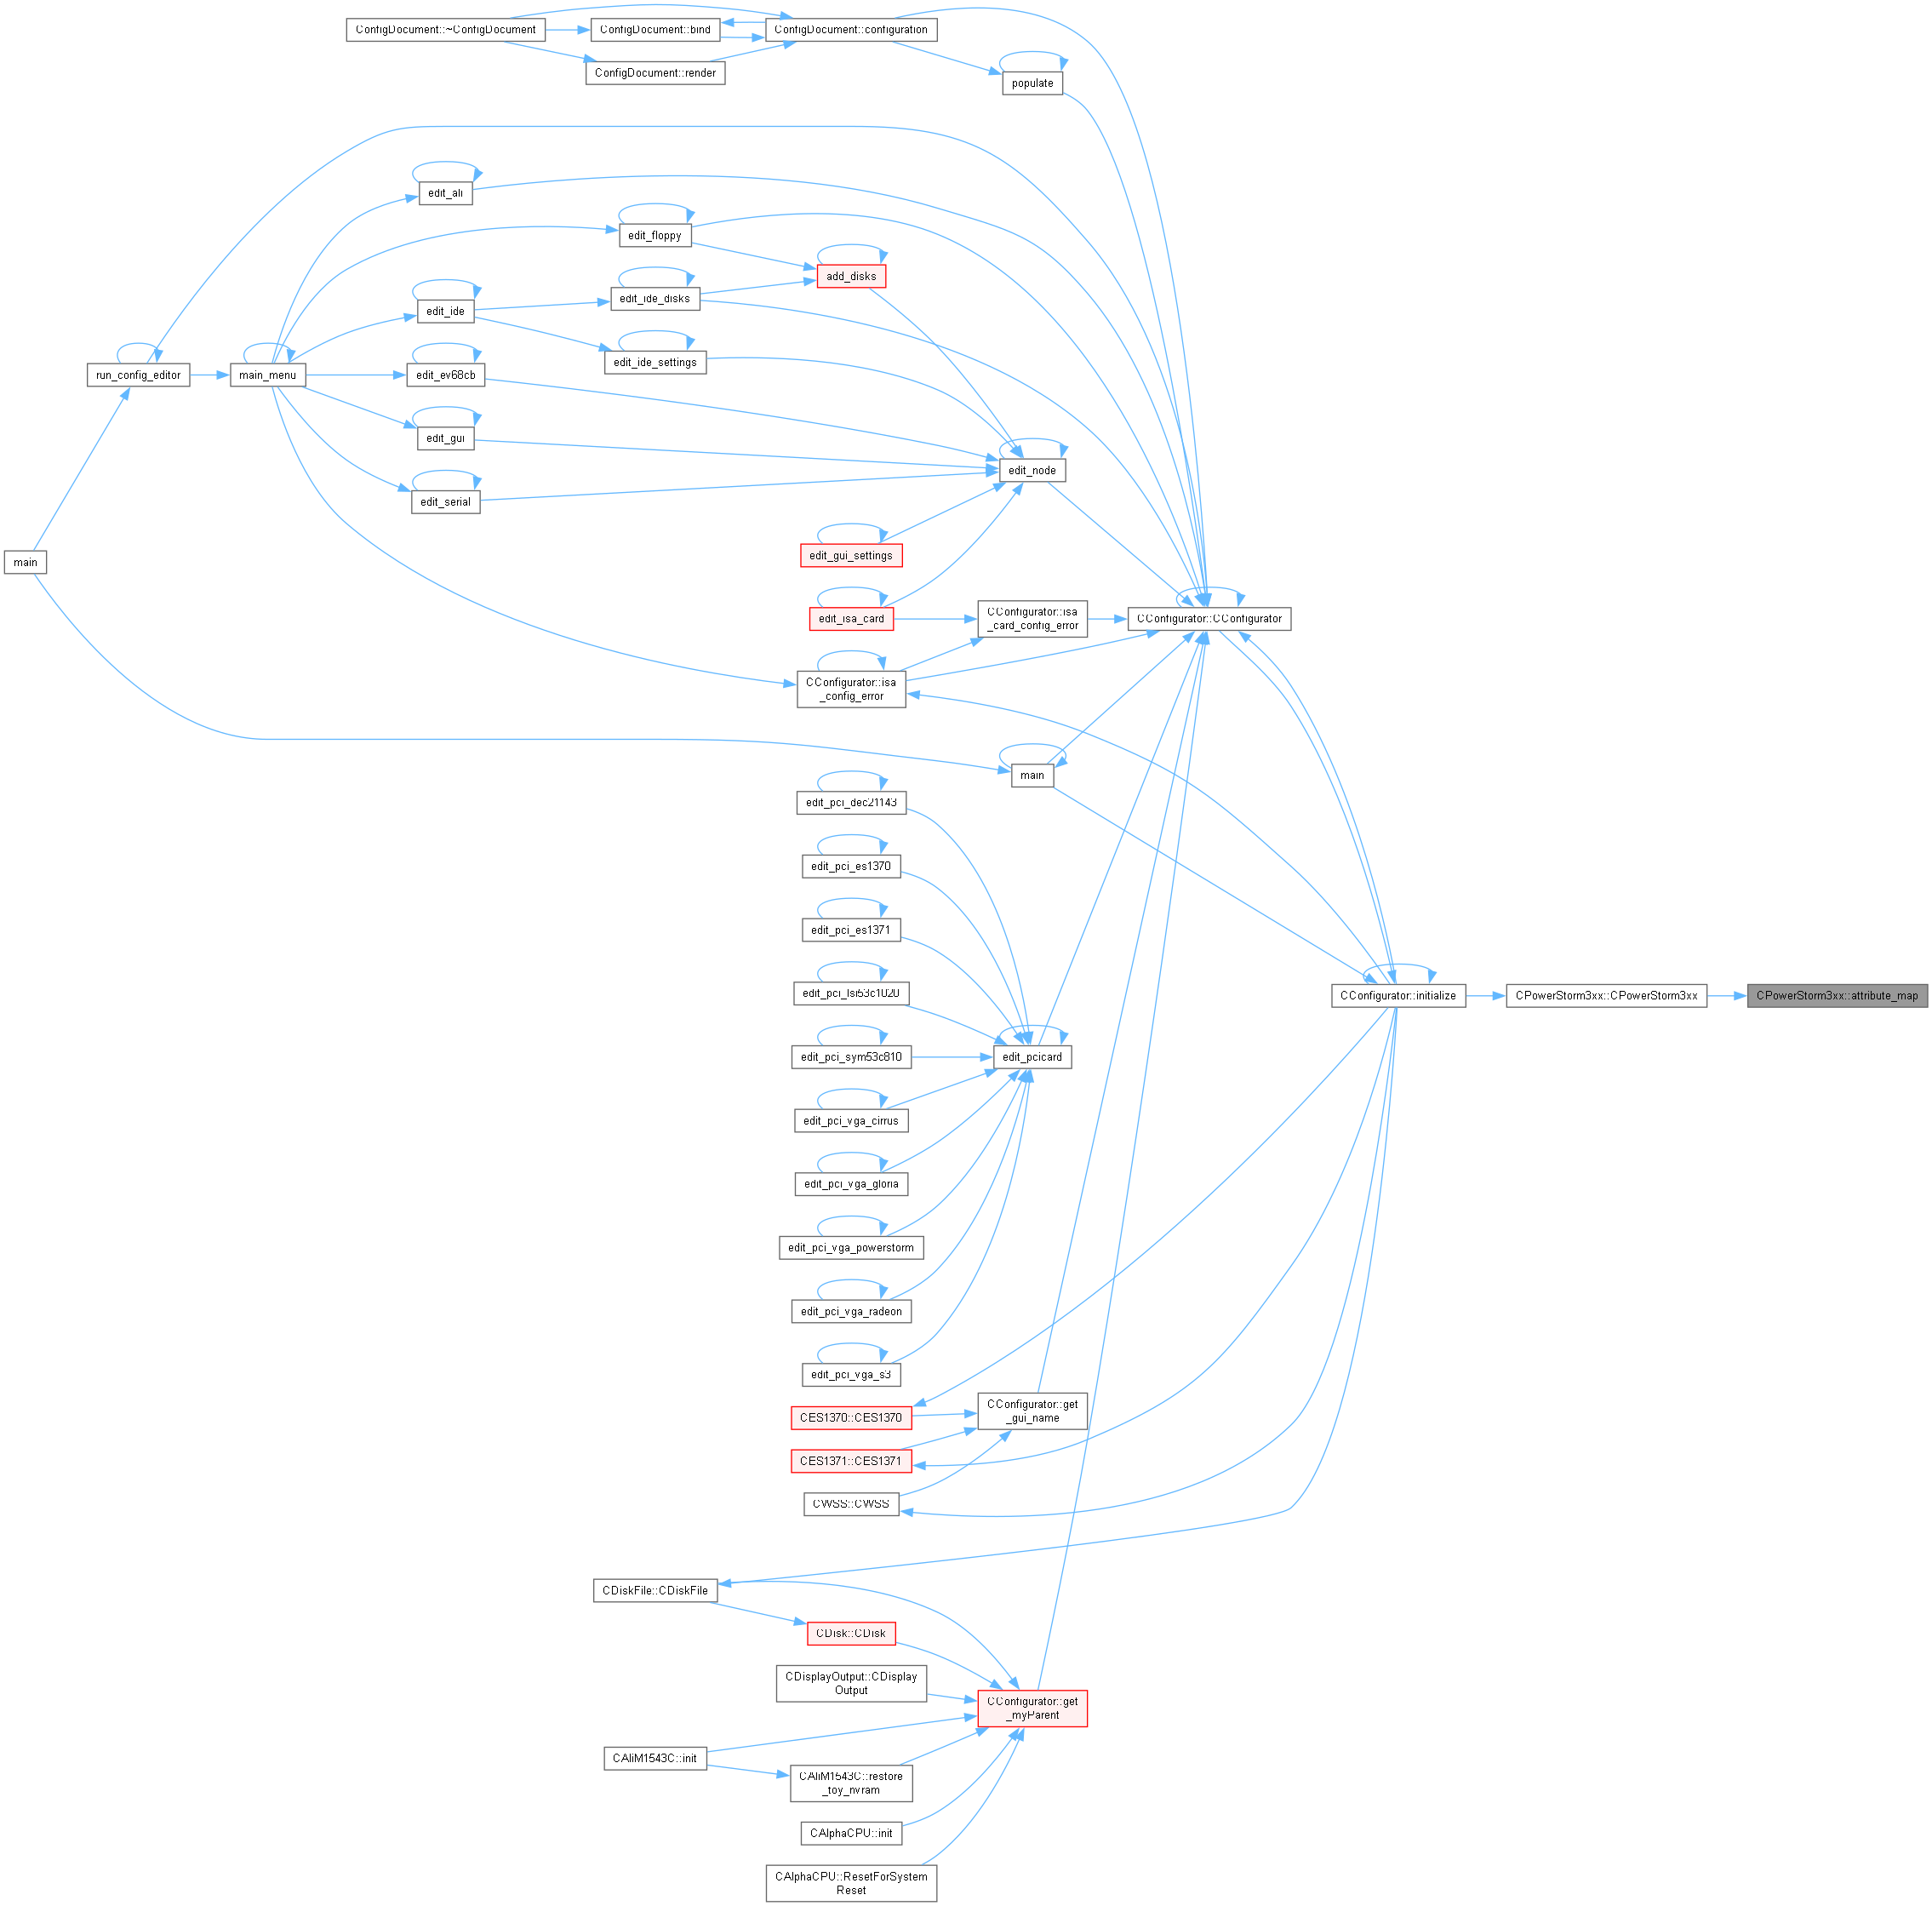 ConfigDocument::~ConfigDocument
ConfigDocument::bind
ConfigDocument::configuration
ConfigDocument::render
populate
edit_ali
edit_floppy
add_disks
edit_ide
edit_ide_disks
edit_ide_settings
run_config_editor
main_menu
edit_ev68cb
edit_gui
edit_node
edit_serial
main
edit_gui_settings
edit_isa_card
CConfigurator::isa
_card_config_error
CConfigurator::CConfigurator
CConfigurator::isa
_config_error
main
edit_pci_dec21143
edit_pci_es1370
edit_pci_es1371
edit_pci_lsi53c1020
CConfigurator::initialize
CPowerStorm3xx::CPowerStorm3xx
CPowerStorm3xx::attribute_map
edit_pci_sym53c810
edit_pcicard
edit_pci_vga_cirrus
edit_pci_vga_gloria
edit_pci_vga_powerstorm
edit_pci_vga_radeon
edit_pci_vga_s3
CConfigurator::get
_gui_name
CES1370::CES1370
CES1371::CES1371
CWSS::CWSS
CDiskFile::CDiskFile
CDisk::CDisk
CDisplayOutput::CDisplay
Output
CConfigurator::get
_myParent
CAliM1543C::init
CAliM1543C::restore
_toy_nvram
CAlphaCPU::init
CAlphaCPU::ResetForSystem
Reset